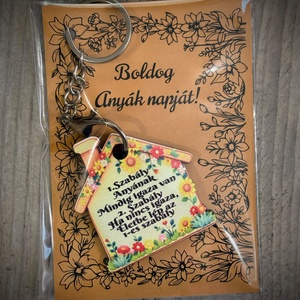 Boldog
Anyák napját!
1.Szabály
Anyának
Mindig igaza van
2. Szabály
Ha nincs igaza,
Életbe lép az
1-es szabály